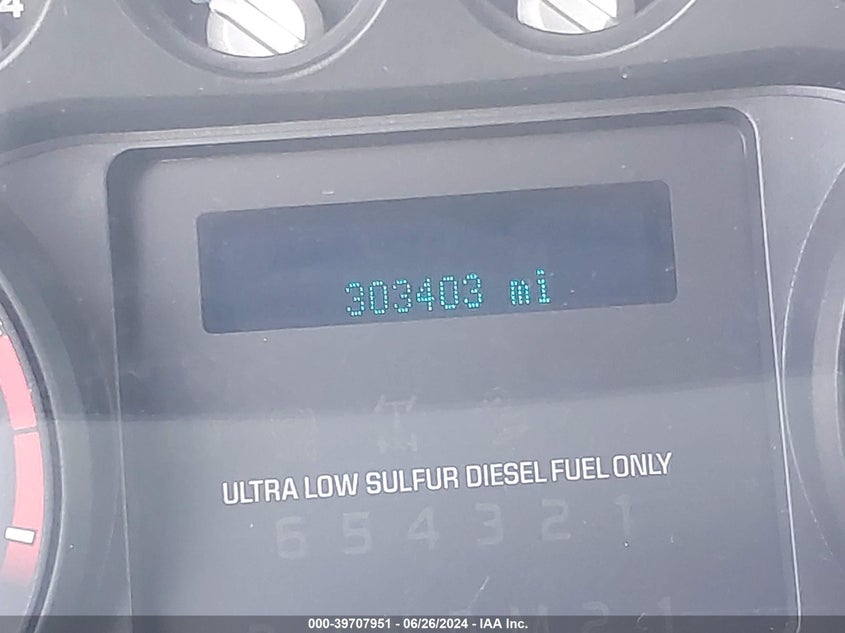 4
303403 mi
ULTRA LOW SULFUR DIESEL FUEL ONLY
6 5 4 3 2 1
000-39707951 - 06/26/2024 - IAA Inc.